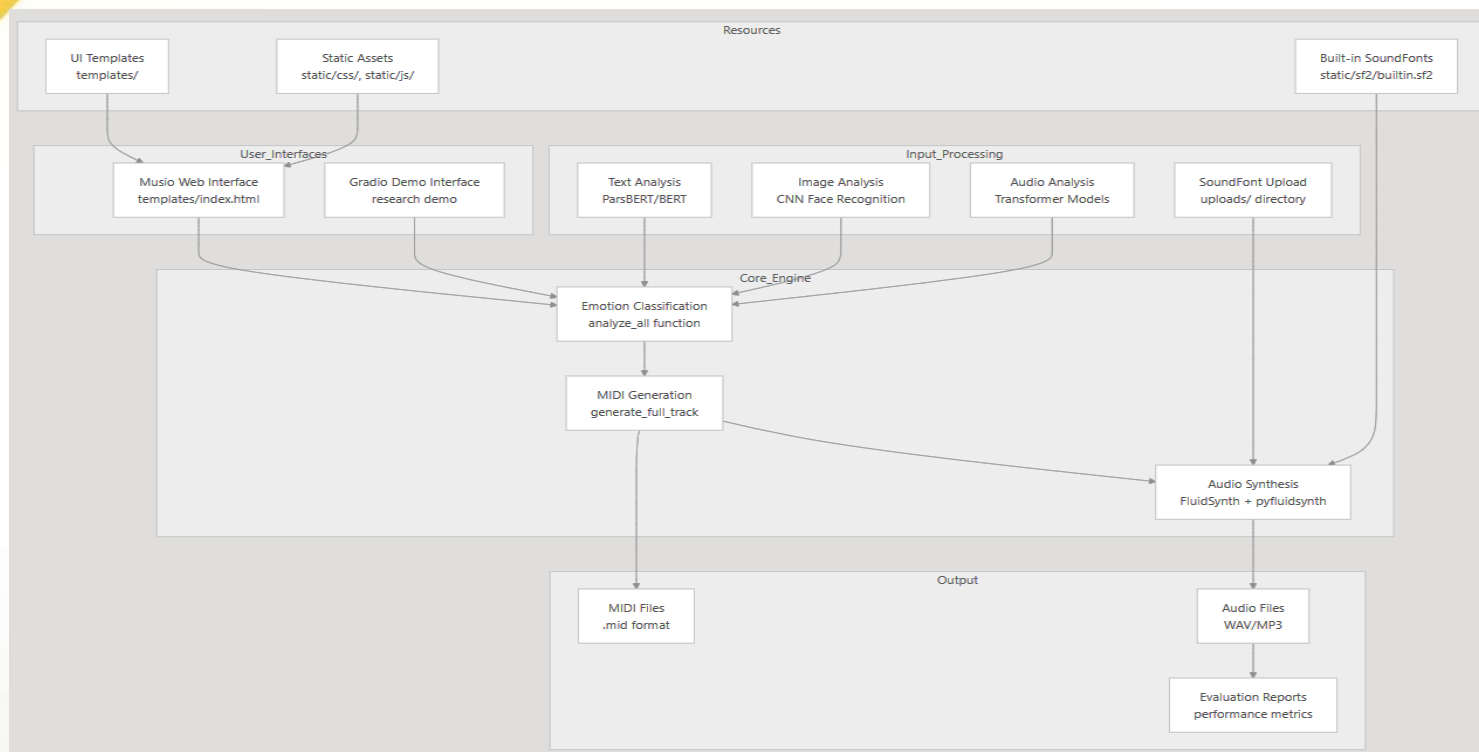 Resources
UI Templates
templates/
Static Assets
static/css/, static/js/
Built-in SoundFonts
static/sf2/builtin.sf2
User_Interfaces
Musio Web Interface
templates/index.html
Gradio Demo Interface
research demo
Input_Processing
Text Analysis
ParsBERT/BERT
Image Analysis
CNN Face Recognition
Audio Analysis
Transformer Models
SoundFont Upload
uploads/ directory
Core_Engine
Emotion Classification
analyze_all function
MIDI Generation
generate_full_track
Audio Synthesis
FluidSynth + pyfluidsynth
Output
MIDI Files
.mid format
Audio Files
WAV/MP3
Evaluation Reports
performance metrics